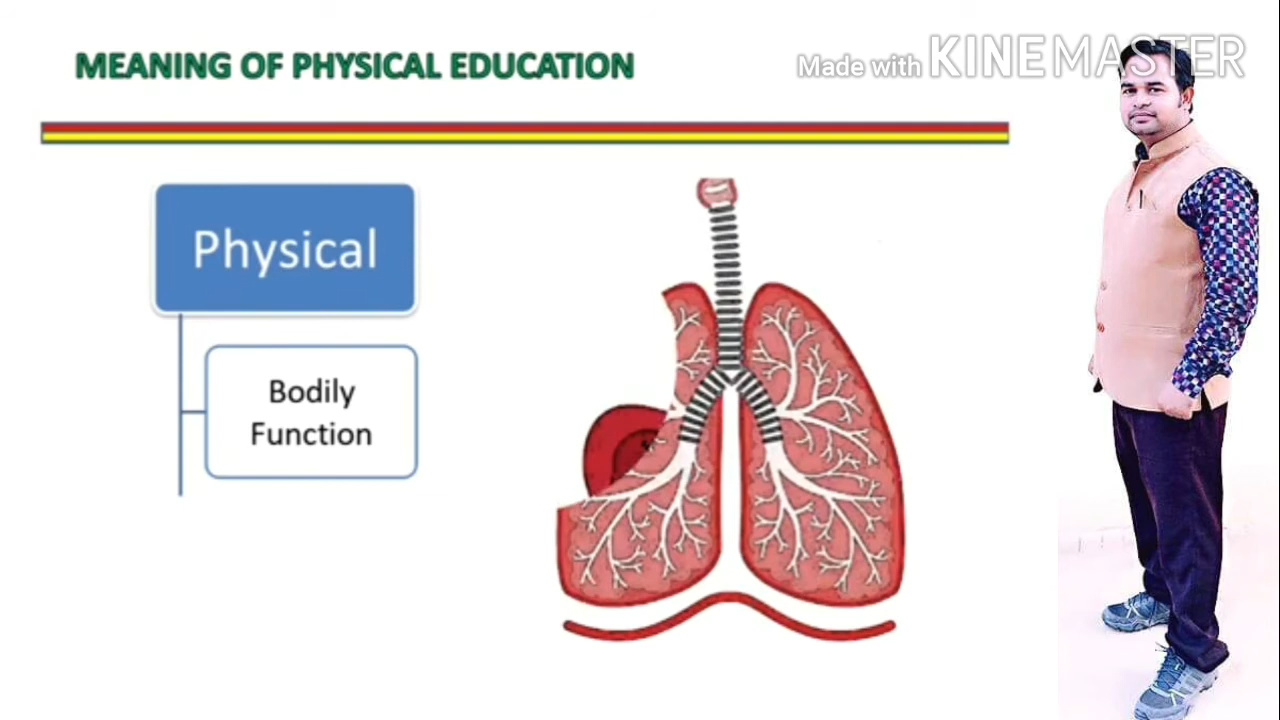 MEANING OF PHYSICAL EDUCATION
Made with KINEMASTER
Physical
Bodily
Function